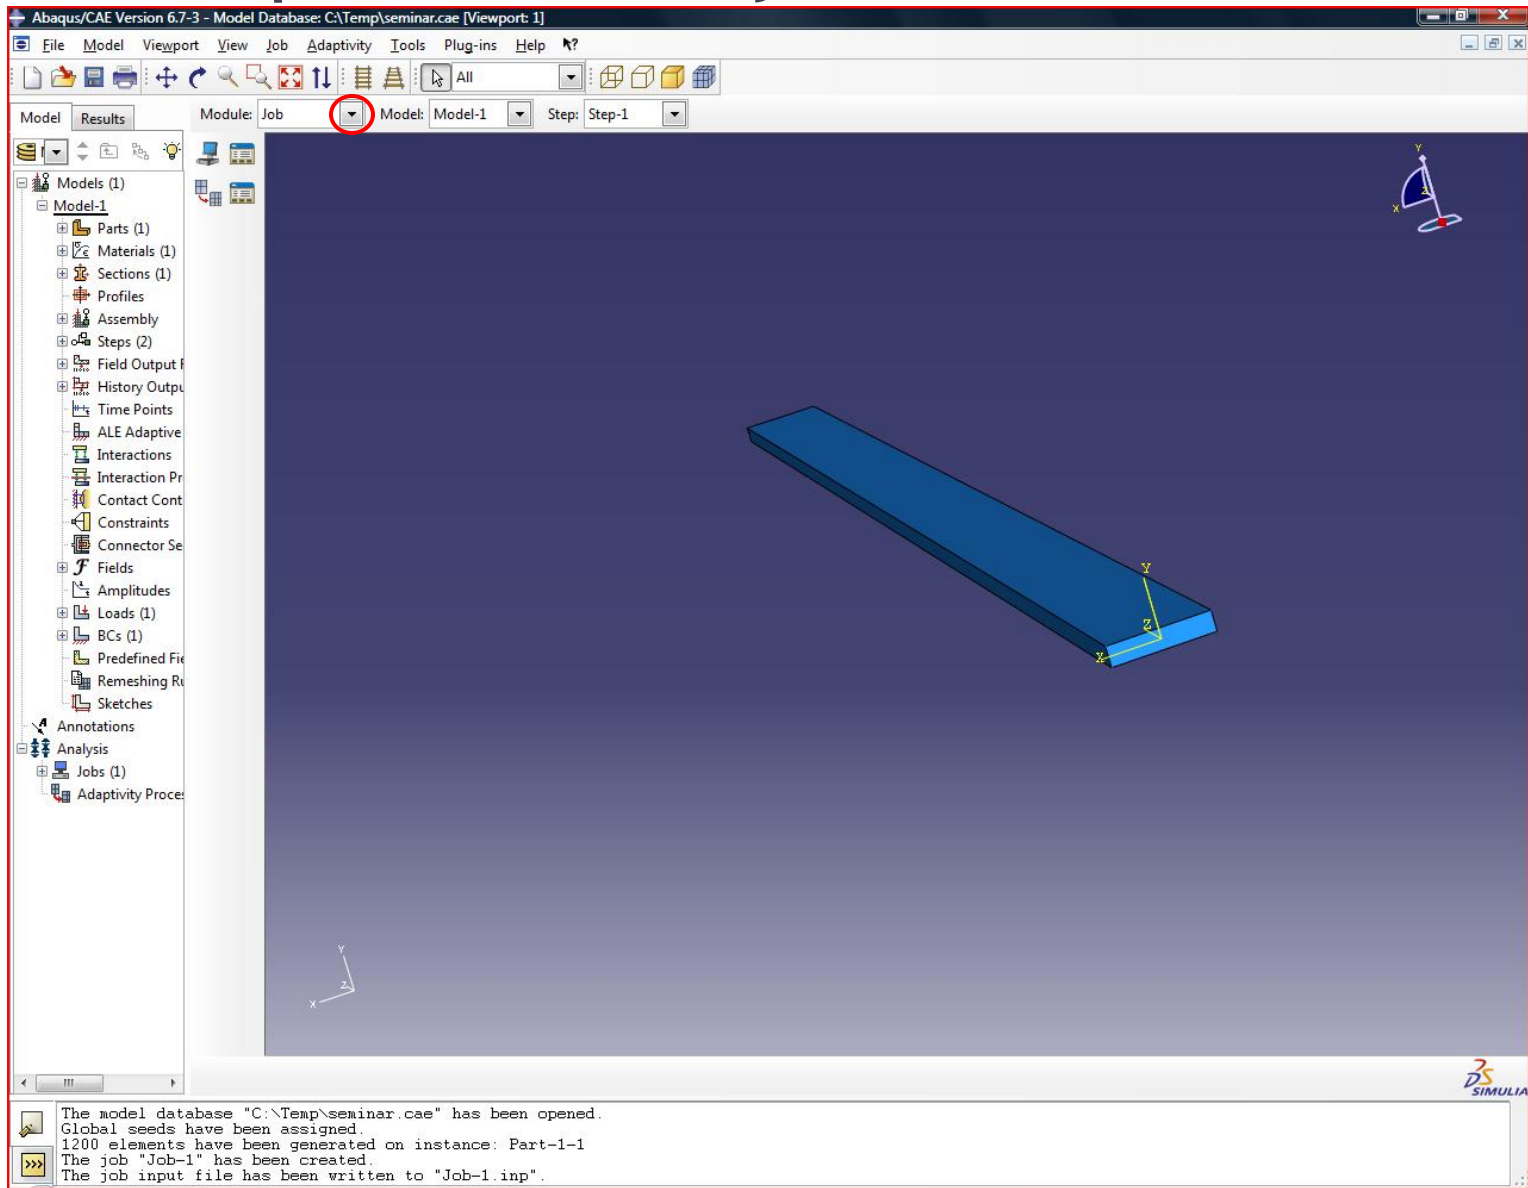 Abaqus/CAE Version 6.7-3 - Model Database: C:\Temp\seminar.cae [Viewport: 1]
File Model Viewport View Job Adaptivity Tools Plug-ins Help
All
Model Results
Module: Job Model: Model-1 Step: Step-1
Models (1)
Model-1
Parts (1)
Materials (1)
Sections (1)
Profiles
Assembly
Steps (2)
Field Output
History Outpu
Time Points
ALE Adaptive
Interactions
Interaction Pr
Contact Cont
Constraints
Connector Se
Fields
Amplitudes
Loads (1)
BCs (1)
Predefined Fie
Remeshing Ru
Sketches
Annotations
Analysis
Jobs (1)
Adaptivity Proce
Y
Z
X
Y
Z
X
Y
Z
X
SIMULIA
The model database "C:\Temp\seminar.cae" has been opened.
Global seeds have been assigned.
1200 elements have been generated on instance: Part-1-1
The job "Job-1" has been created.
The job input file has been written to "Job-1.inp".